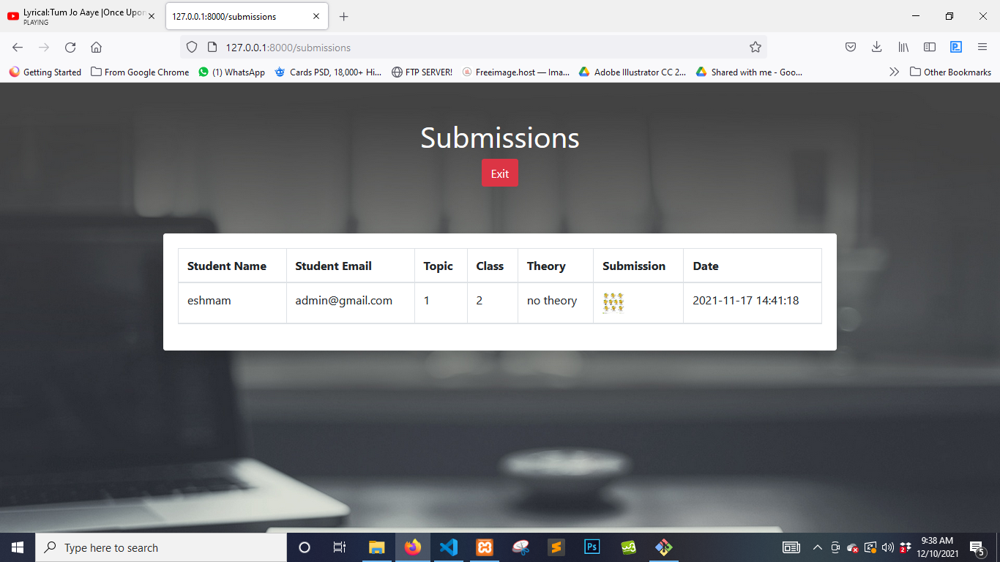 Lyrical:Tum Jo Aaye |Once Upon
PLAYING
127.0.0.1:8000/submissions
127.0.0.1:8000/submissions
Getting Started
From Google Chrome
(1) WhatsApp
Cards PSD, 18,000+ Hi...
FTP SERVER!
Freeimage.host — Ima...
Adobe Illustrator CC 2...
Shared with me - Goo...
Other Bookmarks
Submissions
Exit
Student Name Student Email Topic Class Theory Submission Date
eshmam admin@gmail.com 1 2 no theory 2021-11-17 14:41:18
Type here to search
Ps
2
9:38 AM
12/10/2021
5